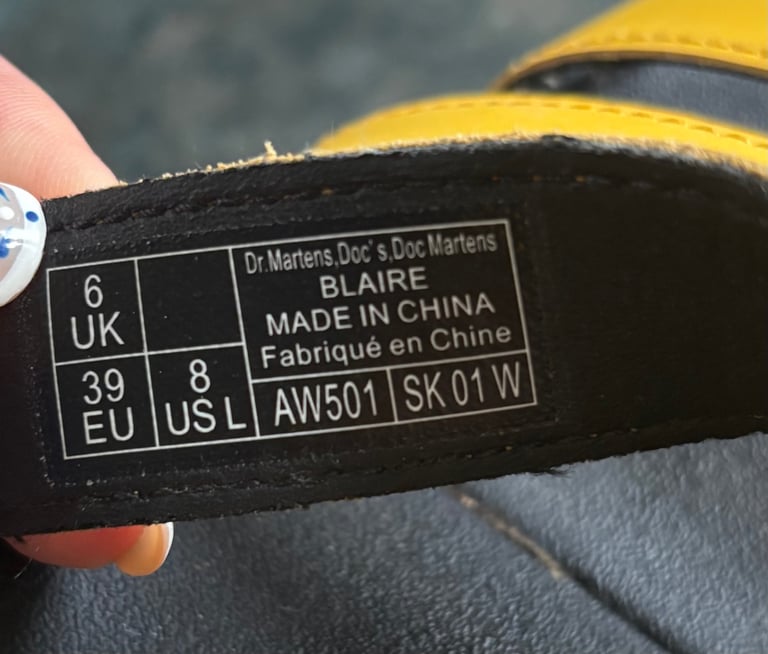 6
UK
39
EU
8
US L
Dr.Martens,Doc's,Doc Martens
BLAIRE
MADE IN CHINA
Fabriqué en Chine
AW501
SK 01 W